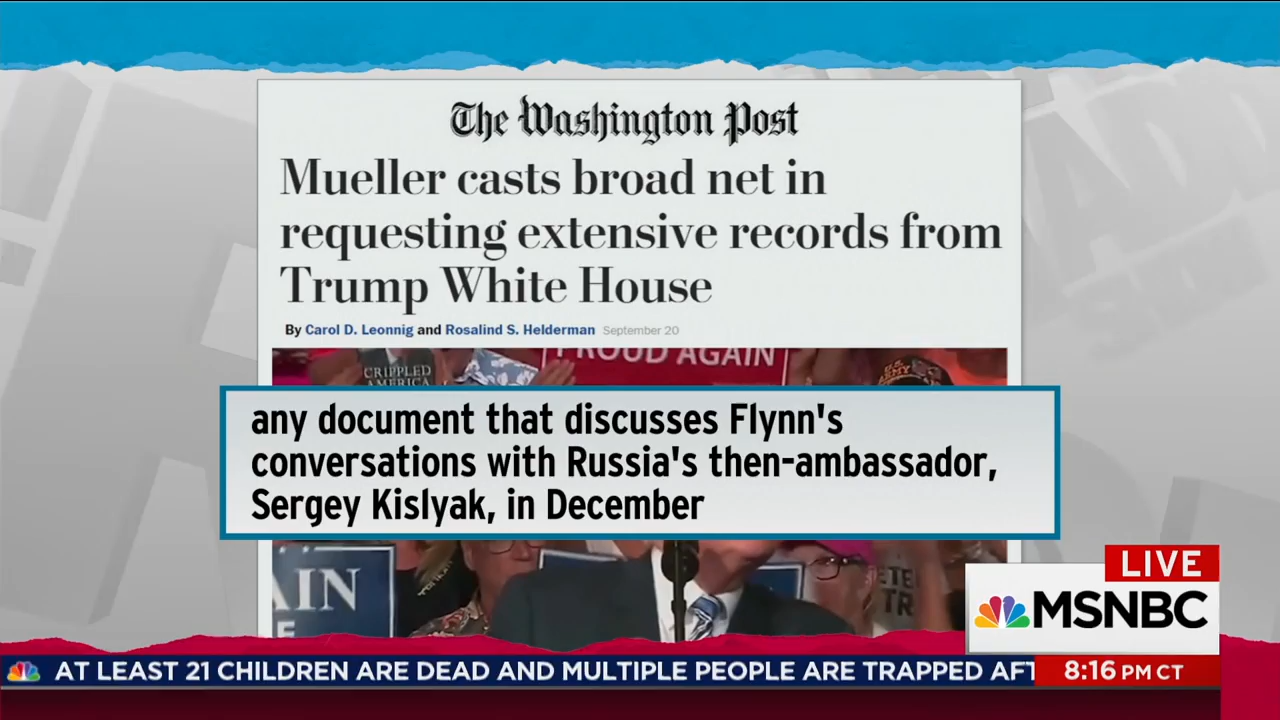 The Washington Post
Mueller casts broad net in
requesting extensive records from
Trump White House
By Carol D. Leonnig and Rosalind S. Helderman September 20
PROUD AGAIN
CRIPPLED
AMERICA
U.S.
ARMY
any document that discusses Flynn's
conversations with Russia's then-ambassador,
Sergey Kislyak, in December
AIN
LIVE
MSNBC
AT LEAST 21 CHILDREN ARE DEAD AND MULTIPLE PEOPLE ARE TRAPPED AFT
8:16 PM CT